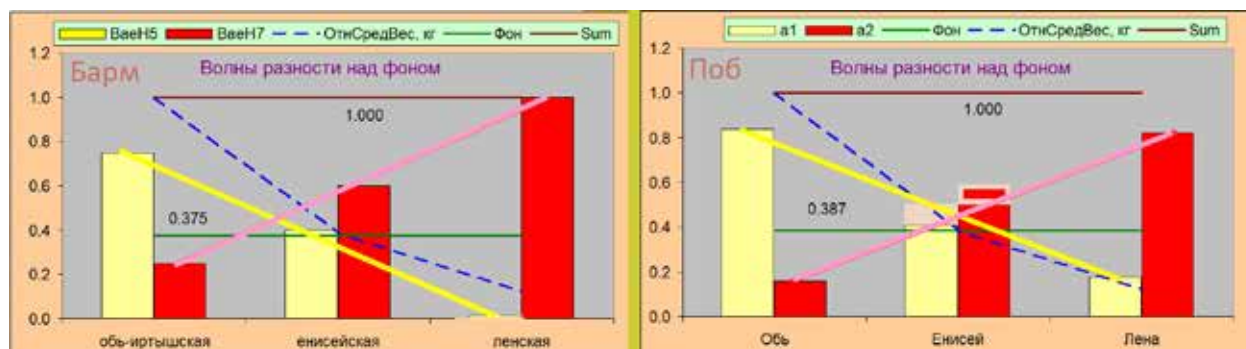 ВаеН5 ВаеН7 ОтнСредВес, кг Фон Sum
1.2
Барм
Волны разности над фоном
1.0
1.000
0.8
0.6
0.375
0.4
0.2
0.0
обь-иртышская енисейская ленская
a1 a2 Фон ОтнСредВес, кг Sum
1.2
Поб
Волны разности над фоном
1.0
1.000
0.8
0.6
0.387
0.4
0.2
0.0
Обь Енисей Лена